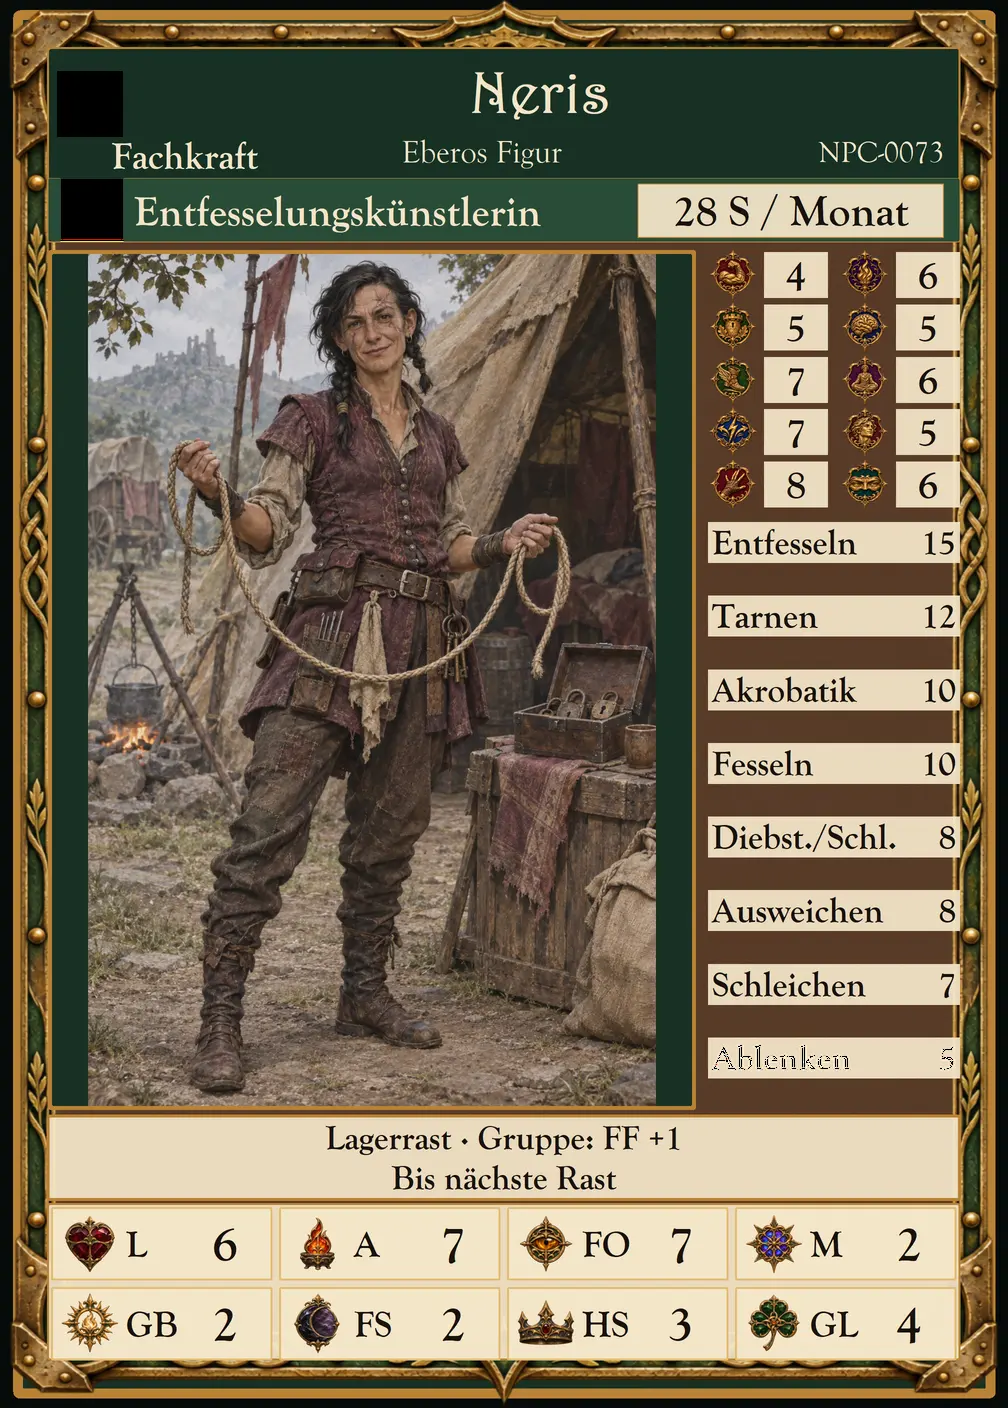 Neris
Fachkraft
Eberos Figur
NPC-0073
Entfesselungskünstlerin
28 S / Monat
4 6
5 5
7 6
7 5
8 6
Entfesseln 15
Tarnen 12
Akrobatik 10
Fesseln 10
Diebst./Schl. 8
Ausweichen 8
Schleichen 7
Ablenken 5
Lagerrast · Gruppe: FF +1
Bis nächste Rast
L 6
A 7
FO 7
M 2
GB 2
FS 2
HS 3
GL 4